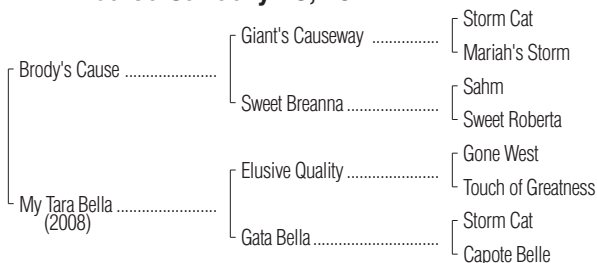 Storm Cat
Giant's Causeway ................
Mariah's Storm
Brody's Cause ......................
Sahm
Sweet Breanna ......................
Sweet Roberta
Gone West
Elusive Quality ......................
Touch of Greatness
My Tara Bella ........................
(2008)
Storm Cat
Gata Bella ..............................
Capote Belle